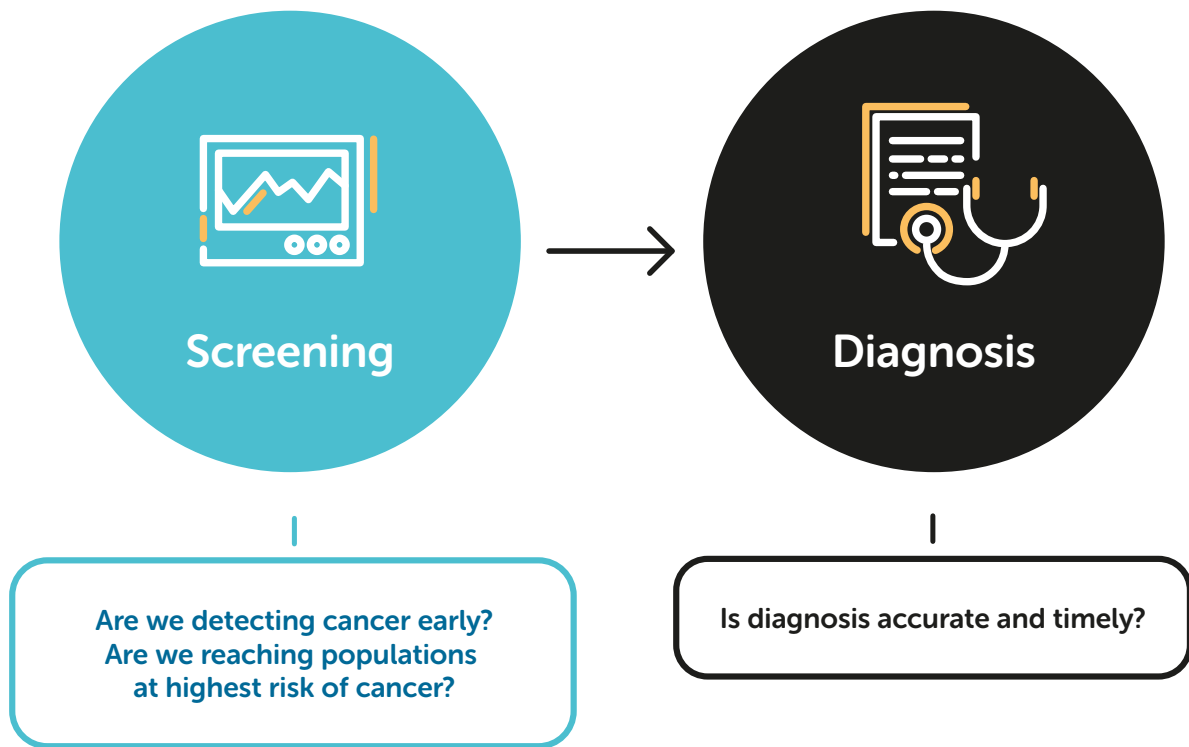 Screening
Diagnosis
Are we detecting cancer early?
Are we reaching populations
at highest risk of cancer?
Is diagnosis accurate and timely?